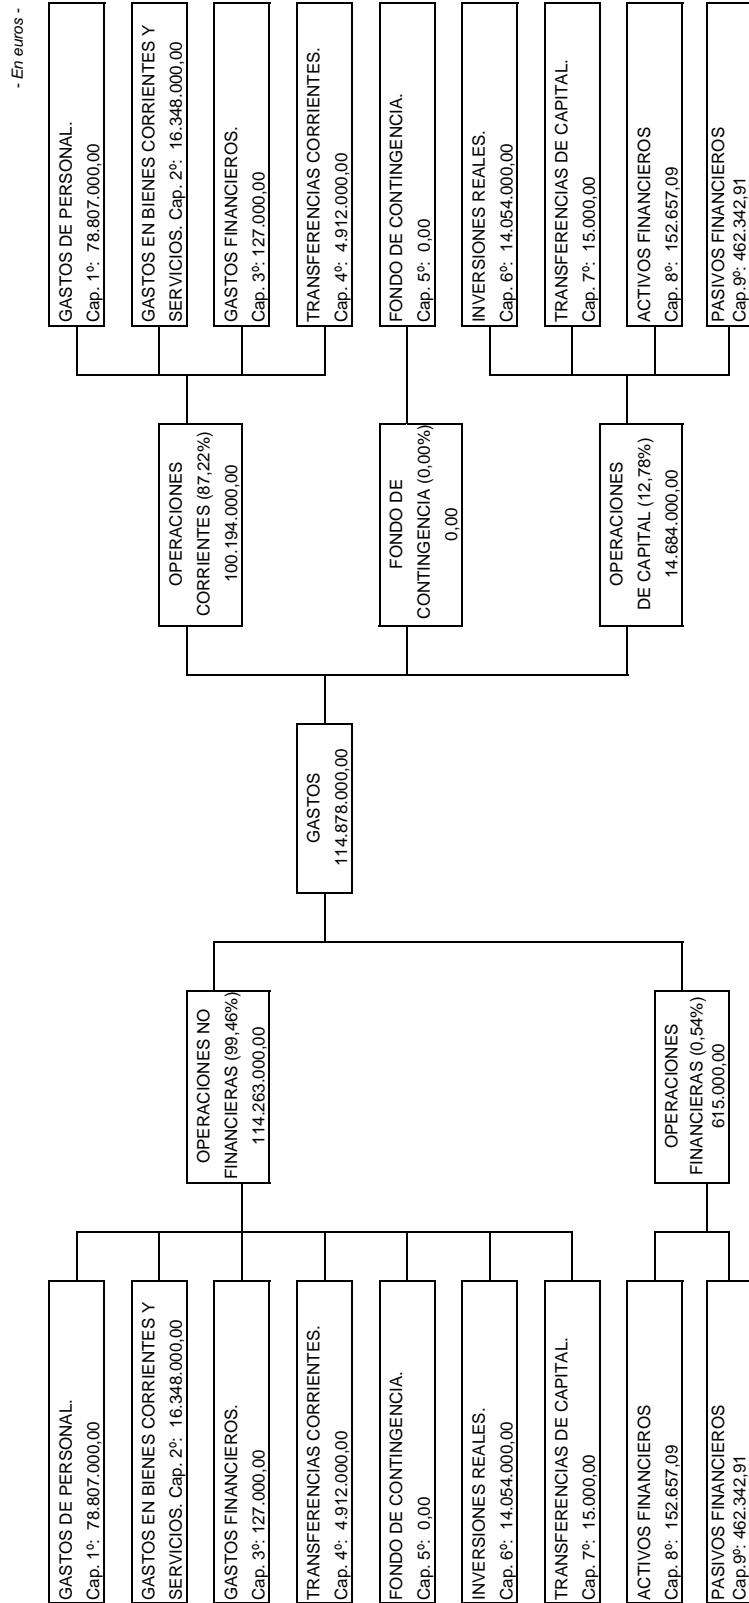 - En euros -
GASTOS DE PERSONAL.
Cap. 1º: 78.807.000,00
GASTOS EN BIENES CORRIENTES Y
SERVICIOS. Cap. 2º: 16.348.000,00
GASTOS FINANCIEROS.
Cap. 3º: 127.000,00
TRANSFERENCIAS CORRIENTES.
Cap. 4º: 4.912.000,00
FONDO DE CONTINGENCIA.
Cap. 5º: 0,00
INVERSIONES REALES.
Cap. 6º: 14.054.000,00
TRANSFERENCIAS DE CAPITAL.
Cap. 7º: 15.000,00
ACTIVOS FINANCIEROS
Cap. 8º: 152.657,09
PASIVOS FINANCIEROS
Cap.9º: 462.342,91
OPERACIONES NO
FINANCIERAS (99,46%)
114.263.000,00
OPERACIONES
FINANCIERAS (0,54%)
615.000,00
GASTOS
114.878.000,00
OPERACIONES
CORRIENTES (87,22%)
100.194.000,00
FONDO DE
CONTINGENCIA (0,00%)
0,00
OPERACIONES
DE CAPITAL (12,78%)
14.684.000,00
GASTOS DE PERSONAL.
Cap. 1º: 78.807.000,00
GASTOS EN BIENES CORRIENTES Y
SERVICIOS. Cap. 2º: 16.348.000,00
GASTOS FINANCIEROS.
Cap. 3º: 127.000,00
TRANSFERENCIAS CORRIENTES.
Cap. 4º: 4.912.000,00
FONDO DE CONTINGENCIA.
Cap. 5º: 0,00
INVERSIONES REALES.
Cap. 6º: 14.054.000,00
TRANSFERENCIAS DE CAPITAL.
Cap. 7º: 15.000,00
ACTIVOS FINANCIEROS
Cap. 8º: 152.657,09
PASIVOS FINANCIEROS
Cap.9º: 462.342,91